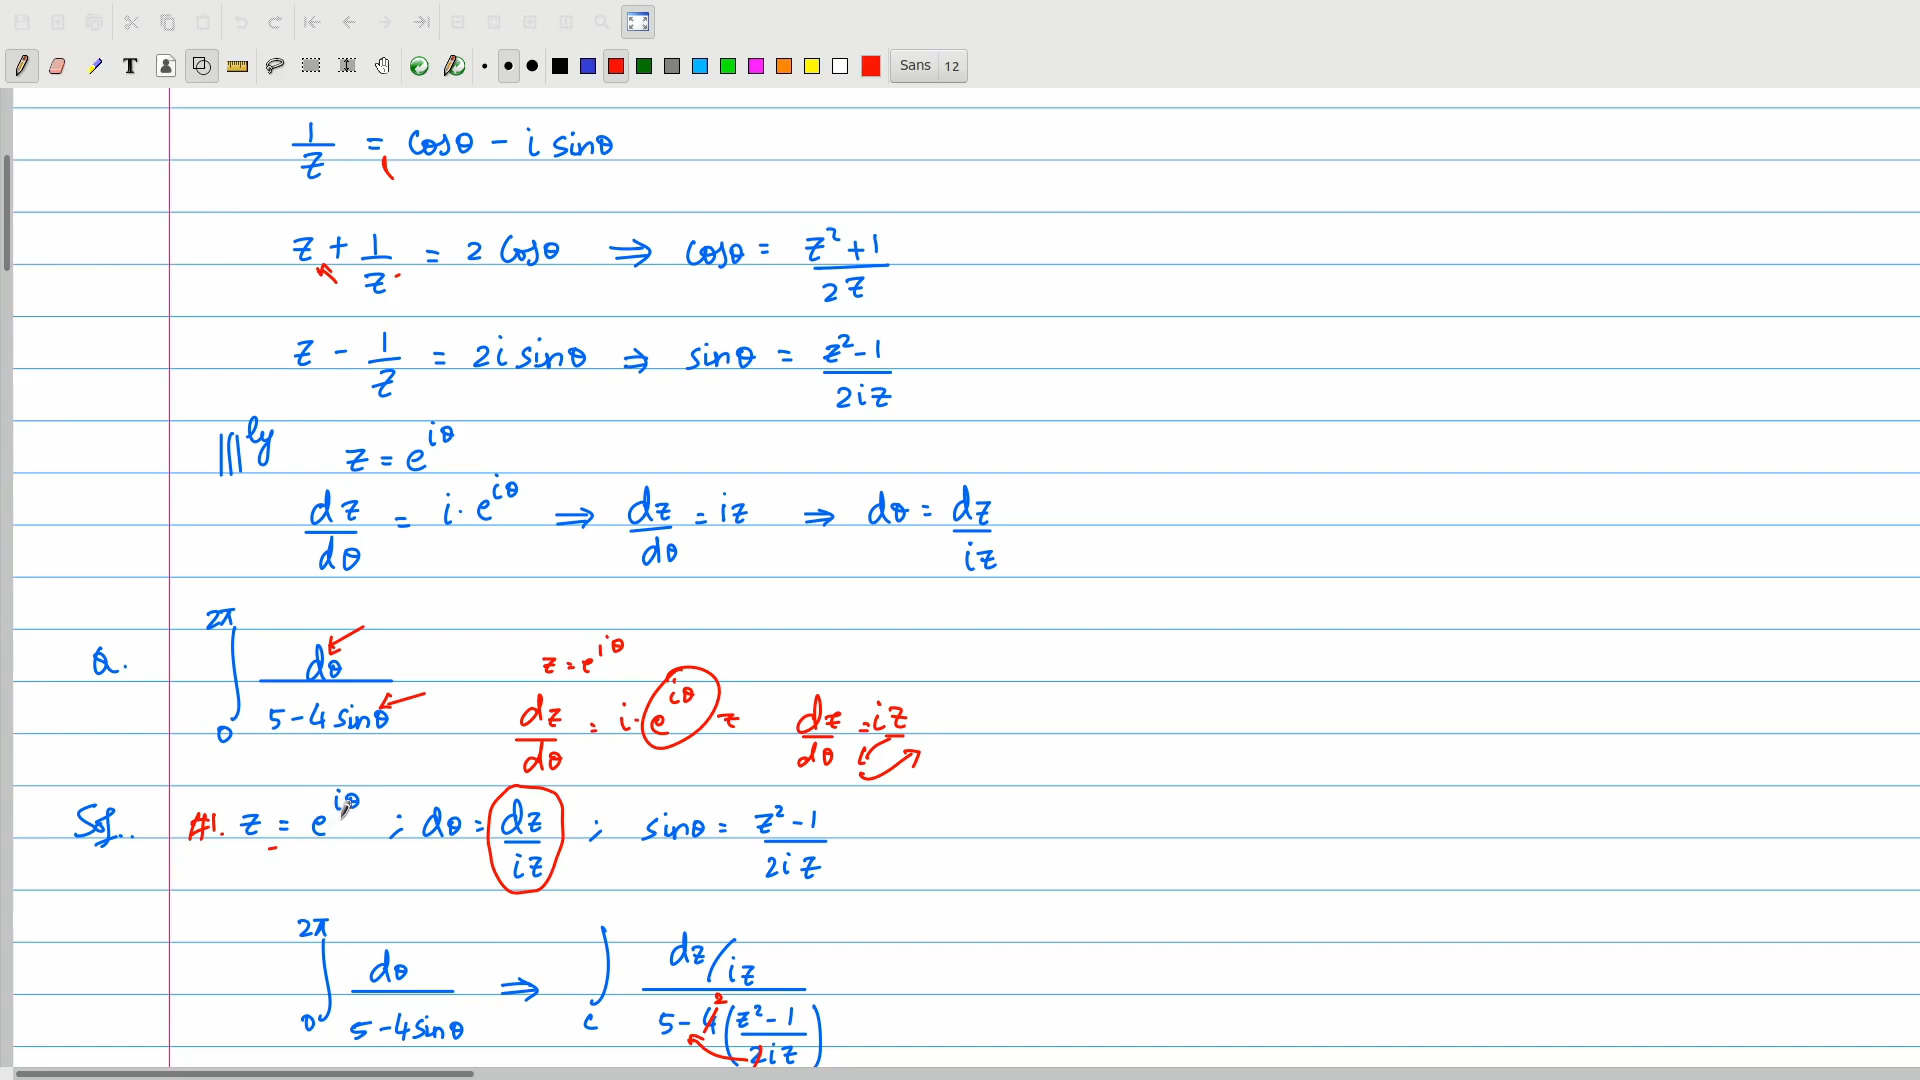 Sans 12
1/z = cosθ - i sinθ
z + 1/z = 2 cosθ ⇒ cosθ = (z²+1)/(2z)
z - 1/z = 2i sinθ ⇒ sinθ = (z²-1)/(2iz)
|||ly z = e^(iθ)
dz/dθ = i·e^(iθ) ⇒ dz/dθ = iz ⇒ dθ = dz/(iz)
Q. ∫₀^(2π) dθ/(5-4 sinθ) z = e^(iθ)
dz/dθ = i·e^(iθ) z dz/dθ = iz
Sol.. #1. z = e^(iθ) ; dθ = dz/(iz) ; sinθ = (z²-1)/(2iz)
∫₀^(2π) dθ/(5-4sinθ) ⇒ ∫_c (dz/iz)/(5-4²((z²-1)/(2iz)))